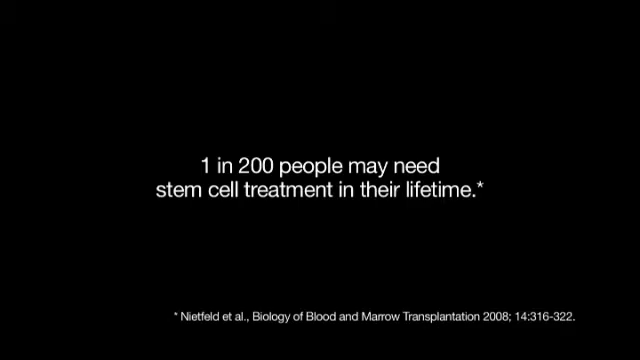 1 in 200 people may need
stem cell treatment in their lifetime.*
* Nietfeld et al., Biology of Blood and Marrow Transplantation 2008; 14:316-322.